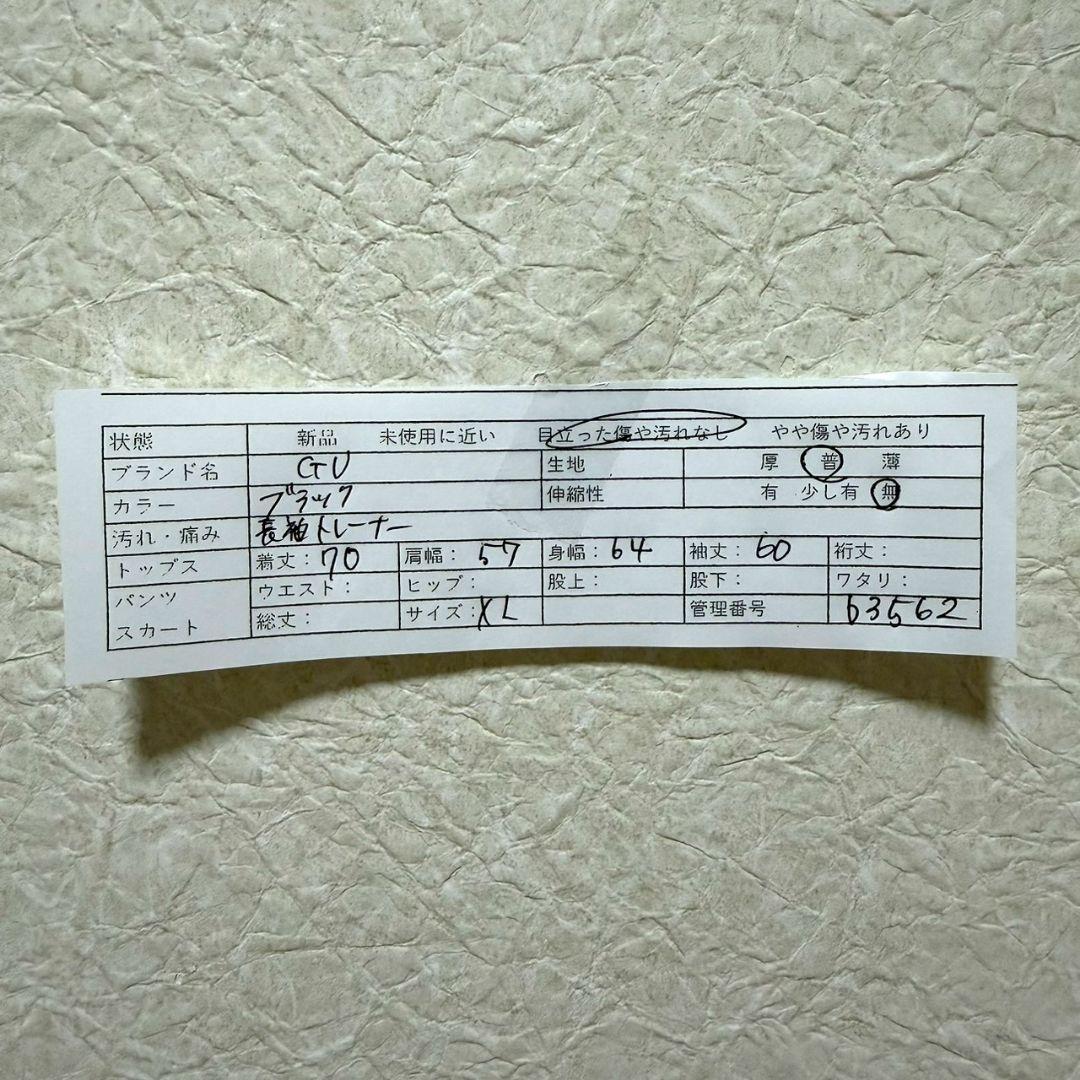 状態 新品 未使用に近い 目立った傷や汚れなし やや傷や汚れあり
ブランド名 GU 生地 厚 普 薄
カラー ブラック 伸縮性 有 少し有 無
汚れ・痛み 長袖トレーナー
トップス 着丈：70 肩幅：57 身幅：64 袖丈：60 裄丈：
パンツ ウエスト： ヒップ： 股上： 股下： ワタリ：
スカート 総丈： サイズ：XL 管理番号 63562